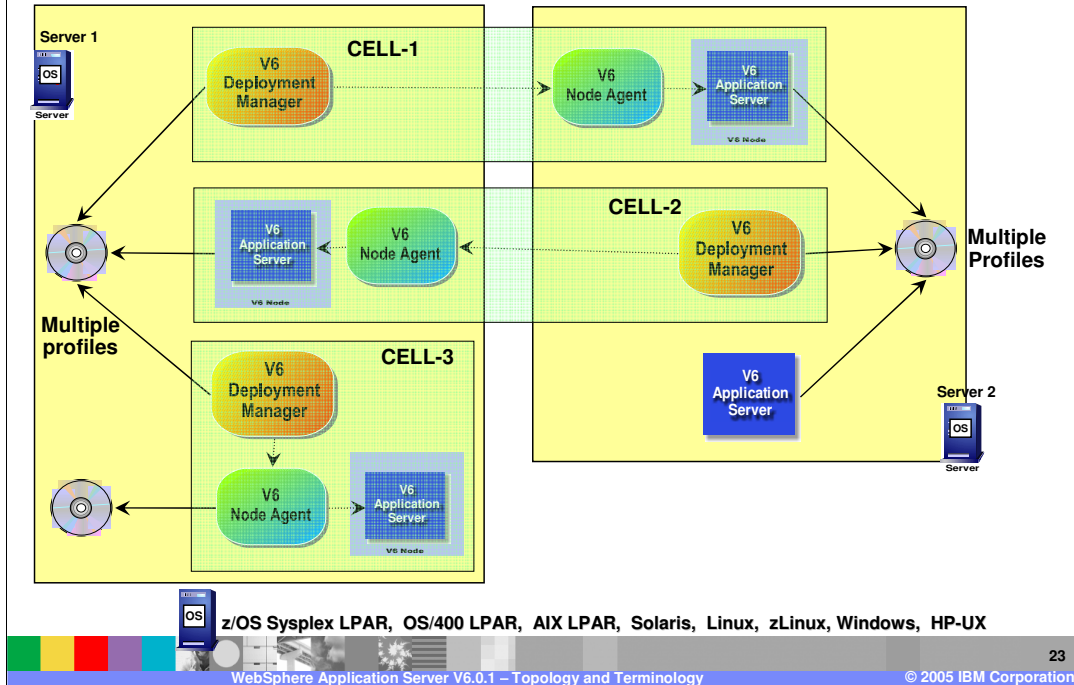 Server 1
OS
Server
CELL-1
V6
Deployment
Manager
V6
Node Agent
V6
Application
Server
V6 Node
CELL-2
V6
Application
Server
V6 Node
V6
Node Agent
V6
Deployment
Manager
Multiple
Profiles
Multiple
profiles
CELL-3
V6
Deployment
Manager
V6
Node Agent
V6
Application
Server
V6 Node
V6
Application
Server
Server 2
OS
Server
OS
z/OS Sysplex LPAR, OS/400 LPAR, AIX LPAR, Solaris, Linux, zLinux, Windows, HP-UX
23
WebSphere Application Server V6.0.1 – Topology and Terminology
© 2005 IBM Corporation